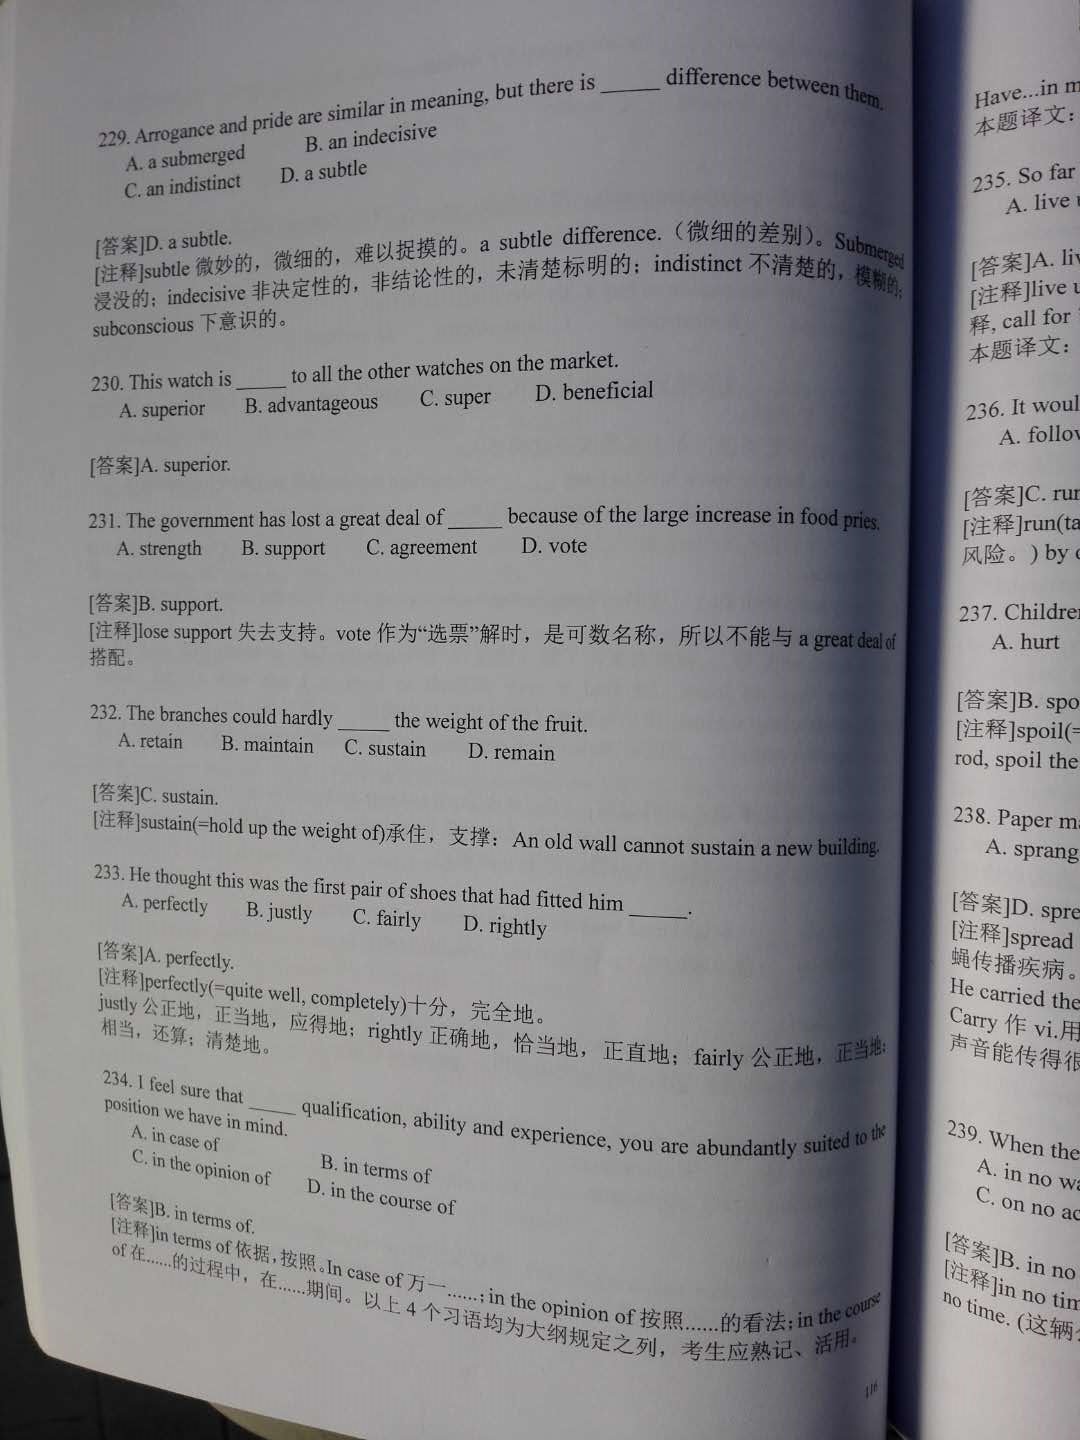 229. Arrogance and pride are similar in meaning, but there is _____ difference between them.
A. a submerged B. an indecisive
C. an indistinct D. a subtle
[答案]D. a subtle.
[注释]subtle 微妙的，微细的，难以捉摸的。a subtle difference.（微细的差别）。Submerged
浸没的；indecisive 非决定性的，非结论性的，未清楚标明的；indistinct 不清楚的，模糊的；
subconscious 下意识的。
230. This watch is _____ to all the other watches on the market.
A. superior B. advantageous C. super D. beneficial
[答案]A. superior.
231. The government has lost a great deal of _____ because of the large increase in food pries.
A. strength B. support C. agreement D. vote
[答案]B. support.
[注释]lose support 失去支持。vote 作为“选票”解时，是可数名称，所以不能与 a great deal of
搭配。
232. The branches could hardly _____ the weight of the fruit.
A. retain B. maintain C. sustain D. remain
[答案]C. sustain.
[注释]sustain(=hold up the weight of)承住，支撑：An old wall cannot sustain a new building.
233. He thought this was the first pair of shoes that had fitted him _____.
A. perfectly B. justly C. fairly D. rightly
[答案]A. perfectly.
[注释]perfectly(=quite well, completely)十分，完全地。
justly 公正地，正当地，应得地；rightly 正确地，恰当地，正直地；fairly 公正地，正当地；
相当，还算；清楚地。
234. I feel sure that _____ qualification, ability and experience, you are abundantly suited to the
position we have in mind.
A. in case of B. in terms of
C. in the opinion of D. in the course of
[答案]B. in terms of.
[注释]in terms of 依据，按照。In case of 万一……；in the opinion of 按照……的看法；in the course
of 在……的过程中，在……期间。以上 4 个习语均为大纲规定之列，考生应熟记、活用。
116
Have...in
本题译文：
235. So far
A. live
[答案]A.
[注释]live
释, call for
本题译文：
236. It
A.
[答案]C.
[注释]
风险。) by
237.
A. hurt
[答案]B.
[注释]spoil(=
rod, spoil the
238. Paper
A. sprang
[答案]D.
[注释]spread
蝇传播疾病。
He carried the
Carry 作 vi.用
声音能传得很
239. When the
A. in no
C. on no
[答案]B. in no
[注释]in no
no time. (这辆